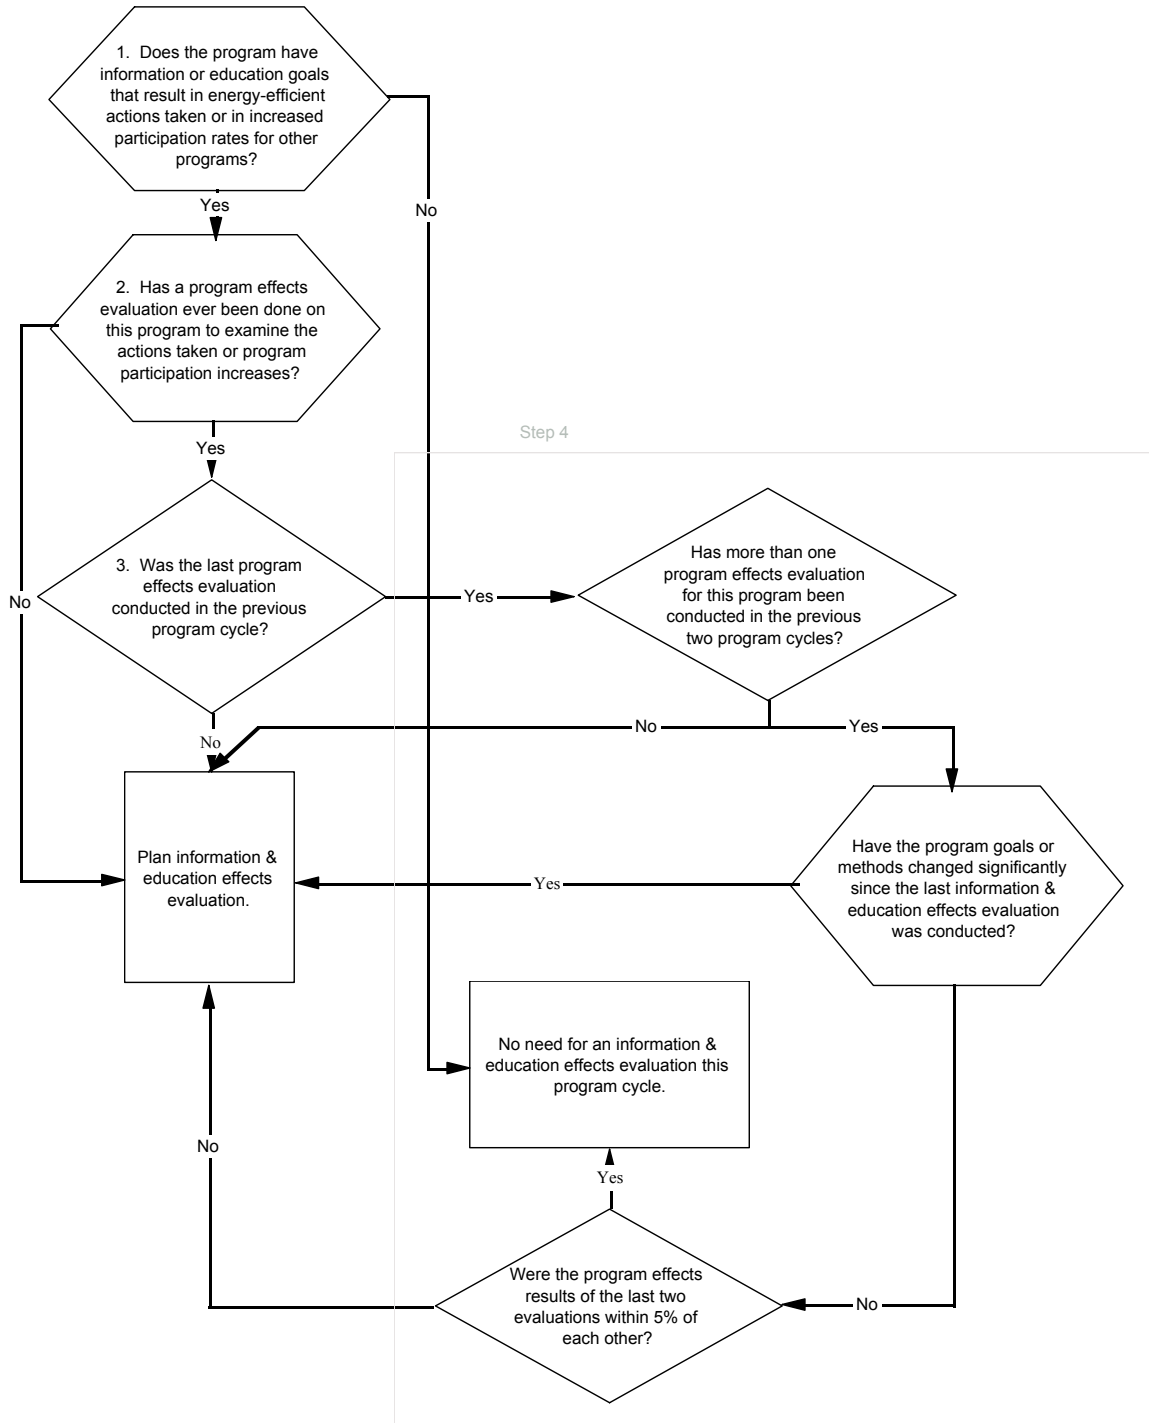 1.  Does the program have
information or education goals
that result in energy-efficient
actions taken or in increased
participation rates for other
programs?
Yes
No
2.  Has a program effects
evaluation ever been done on
this program to examine the
actions taken or program
participation increases?
Yes
No
Step 4
3.  Was the last program
effects evaluation
conducted in the previous
program cycle?
Yes
No
Has more than one
program effects evaluation
for this program been
conducted in the previous
two program cycles?
No
Yes
Plan information &
education effects
evaluation.
Have the program goals or
methods changed significantly
since the last information &
education effects evaluation
was conducted?
Yes
No need for an information &
education effects evaluation this
program cycle.
No
Yes
Were the program effects
results of the last two
evaluations within 5% of
each other?
No